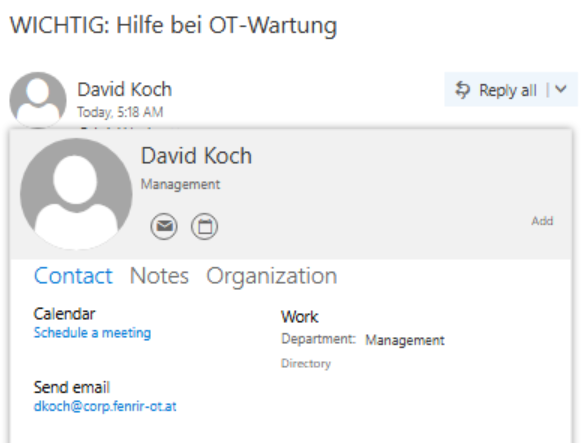 WICHTIG: Hilfe bei OT-Wartung
David Koch
Reply all
Today, 5:18 AM
David Koch
Management
Add
Contact Notes Organization
Calendar
Schedule a meeting
Work
Department: Management
Directory
Send email
dkoch@corp.fenrir-ot.at